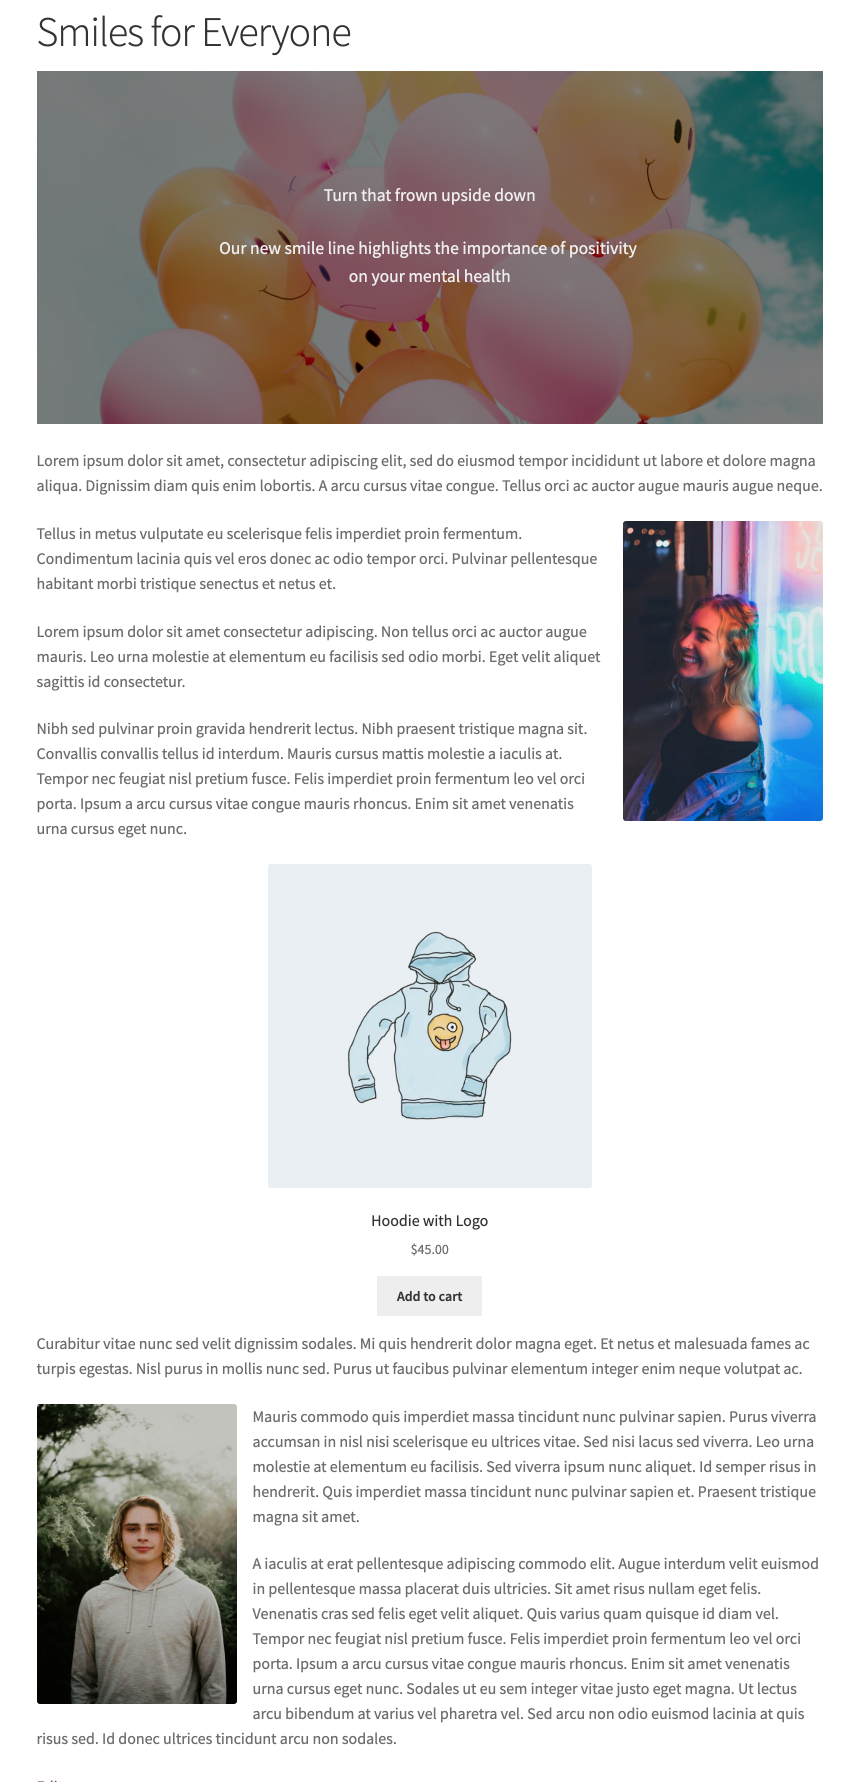 Smiles for Everyone
Turn that frown upside down
Our new smile line highlights the importance of positivity
on your mental health
Lorem ipsum dolor sit amet, consectetur adipiscing elit, sed do eiusmod tempor incididunt ut labore et dolore magna
aliqua. Dignissim diam quis enim lobortis. A arcu cursus vitae congue. Tellus orci ac auctor augue mauris augue neque.
Tellus in metus vulputate eu scelerisque felis imperdiet proin fermentum.
Condimentum lacinia quis vel eros donec ac odio tempor orci. Pulvinar pellentesque
habitant morbi tristique senectus et netus et.
Lorem ipsum dolor sit amet consectetur adipiscing. Non tellus orci ac auctor augue
mauris. Leo urna molestie at elementum eu facilisis sed odio morbi. Eget velit aliquet
sagittis id consectetur.
Nibh sed pulvinar proin gravida hendrerit lectus. Nibh praesent tristique magna sit.
Convallis convallis tellus id interdum. Mauris cursus mattis molestie a iaculis at.
Tempor nec feugiat nisl pretium fusce. Felis imperdiet proin fermentum leo vel orci
porta. Ipsum a arcu cursus vitae congue mauris rhoncus. Enim sit amet venenatis
urna cursus eget nunc.
Hoodie with Logo
$45.00
Add to cart
Curabitur vitae nunc sed velit dignissim sodales. Mi quis hendrerit dolor magna eget. Et netus et malesuada fames ac
turpis egestas. Nisl purus in mollis nunc sed. Purus ut faucibus pulvinar elementum integer enim neque volutpat ac.
Mauris commodo quis imperdiet massa tincidunt nunc pulvinar sapien. Purus viverra
accumsan in nisl nisi scelerisque eu ultrices vitae. Sed nisi lacus sed viverra. Leo urna
molestie at elementum eu facilisis. Sed viverra ipsum nunc aliquet. Id semper risus in
hendrerit. Quis imperdiet massa tincidunt nunc pulvinar sapien et. Praesent tristique
magna sit amet.
A iaculis at erat pellentesque adipiscing commodo elit. Augue interdum velit euismod
in pellentesque massa placerat duis ultricies. Sit amet risus nullam eget felis.
Venenatis cras sed felis eget velit aliquet. Quis varius quam quisque id diam vel.
Tempor nec feugiat nisl pretium fusce. Felis imperdiet proin fermentum leo vel orci
porta. Ipsum a arcu cursus vitae congue mauris rhoncus. Enim sit amet venenatis
urna cursus eget nunc. Sodales ut eu sem integer vitae justo eget magna. Ut lectus
arcu bibendum at varius vel pharetra vel. Sed arcu non odio euismod lacinia at quis
risus sed. Id donec ultrices tincidunt arcu non sodales.